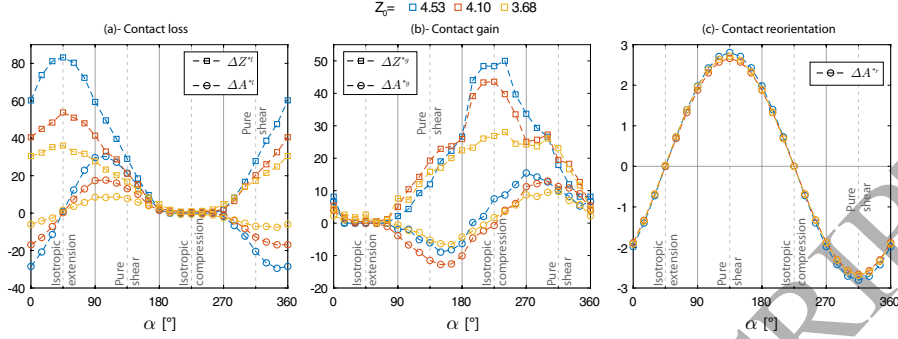 Z₀= 4.53 4.10 3.68
(a)- Contact loss
(b)- Contact gain
(c)- Contact reorientation
80
60
40
20
0
-20
-40
ΔZ*ˡ
ΔA*ˡ
Pure
shear
Isotropic
extension
Pure
shear
Isotropic
compression
0 90 180 270 360
α [°]
50
40
30
20
10
0
-10
-20
ΔZ*ᵍ
ΔA*ᵍ
Pure
shear
Isotropic
extension
Isotropic
compression
Pure
shear
0 90 180 270 360
α [°]
3
2
1
0
-1
-2
-3
ΔA*ʳ
Isotropic
extension
Pure
shear
Isotropic
compression
Pure
shear
0 90 180 270 360
α [°]